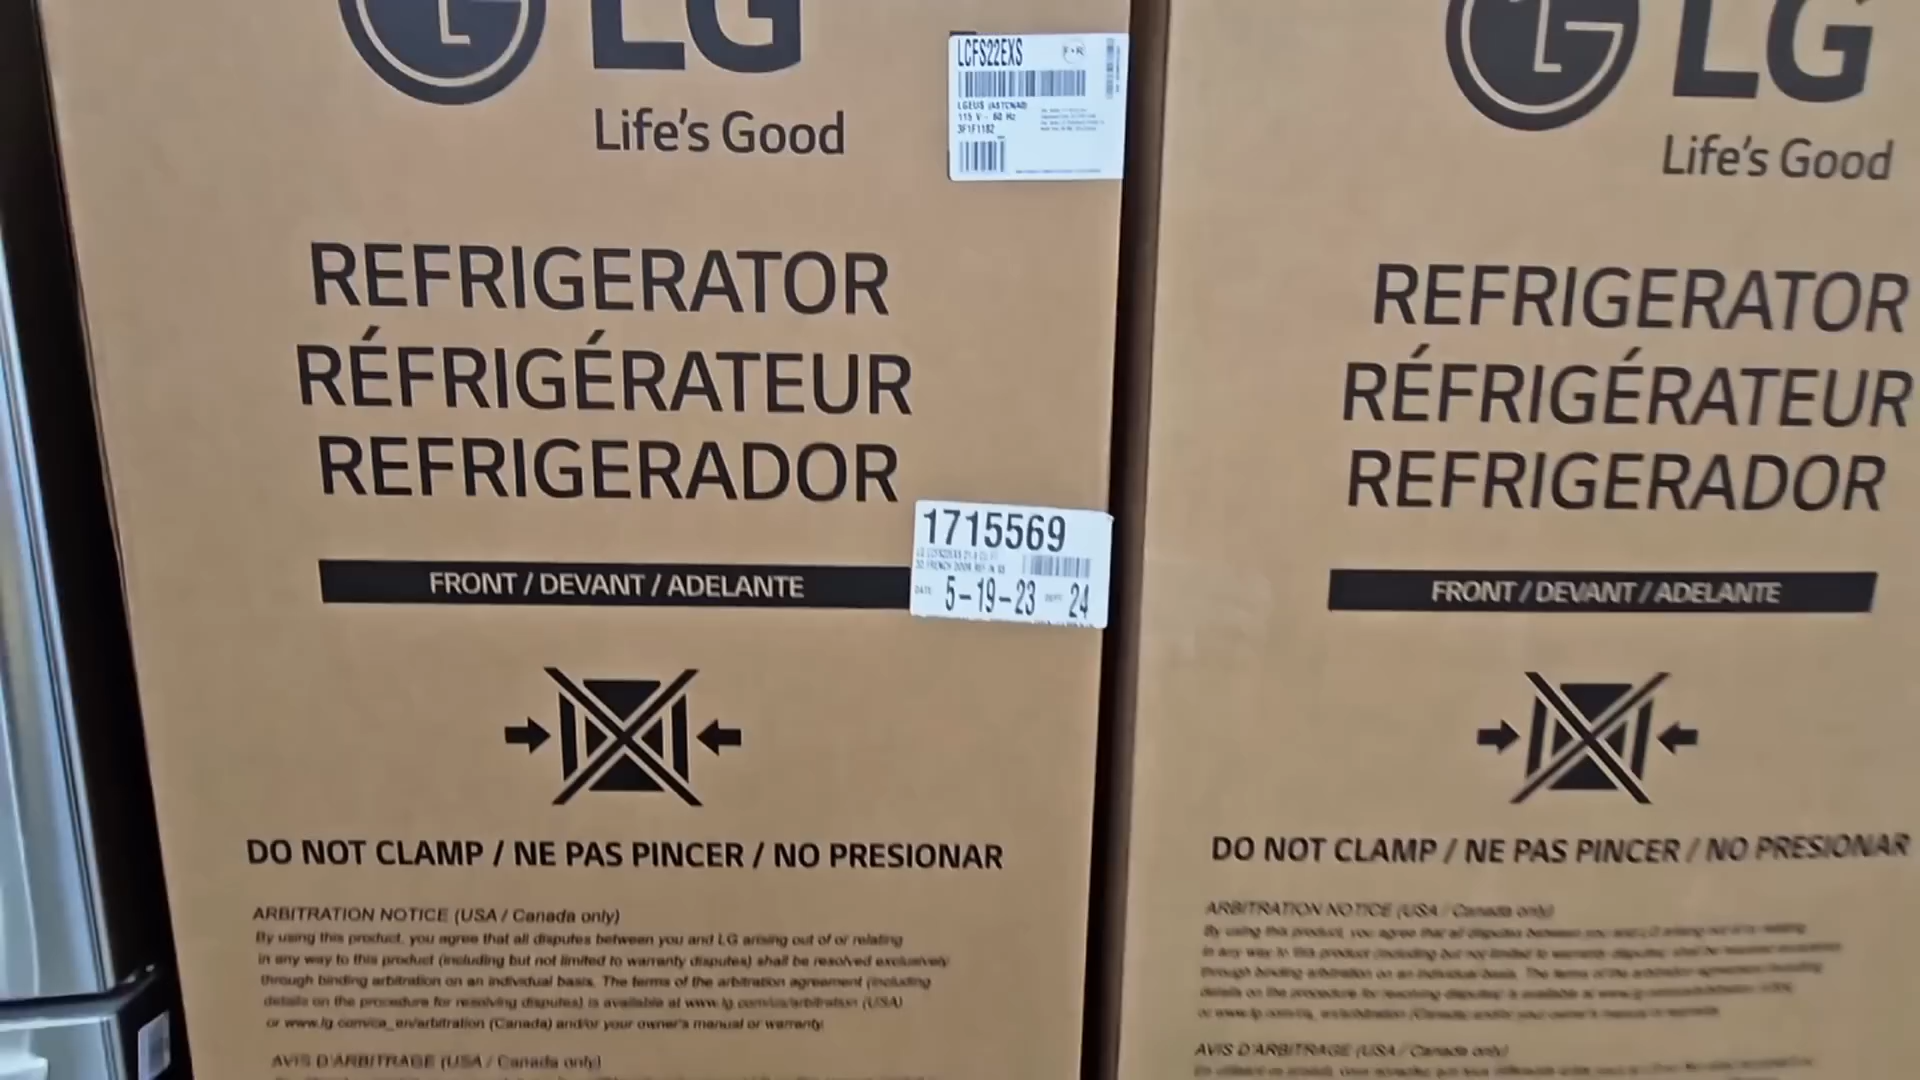 LG
Life's Good
LCFS22EXS
LGEUS (ASTCNA0)
115 V - 60 Hz
3F1F1182
REFRIGERATOR
RÉFRIGÉRATEUR
REFRIGERADOR
1715569
DATE: 5-19-23 DEPT: 24
FRONT / DEVANT / ADELANTE
DO NOT CLAMP / NE PAS PINCER / NO PRESIONAR
ARBITRATION NOTICE (USA / Canada only)
By using this product, you agree that all disputes between you and LG arising out of or relating
in any way to this product (including but not limited to warranty disputes) shall be resolved exclusively
through binding arbitration on an individual basis. The terms of the arbitration agreement (including
details on the procedure for resolving disputes) is available at www.lg.com/us/arbitration (USA)
or www.lg.com/ca_en/arbitration (Canada) and/or your owner's manual or warranty.
AVIS D'ARBITRAGE (USA / Canada only)
LG
Life's Good
REFRIGERATOR
RÉFRIGÉRATEUR
REFRIGERADOR
FRONT / DEVANT / ADELANTE
DO NOT CLAMP / NE PAS PINCER / NO PRESIONAR
ARBITRATION NOTICE (USA / Canada only)
AVIS D'ARBITRAGE (USA / Canada only)